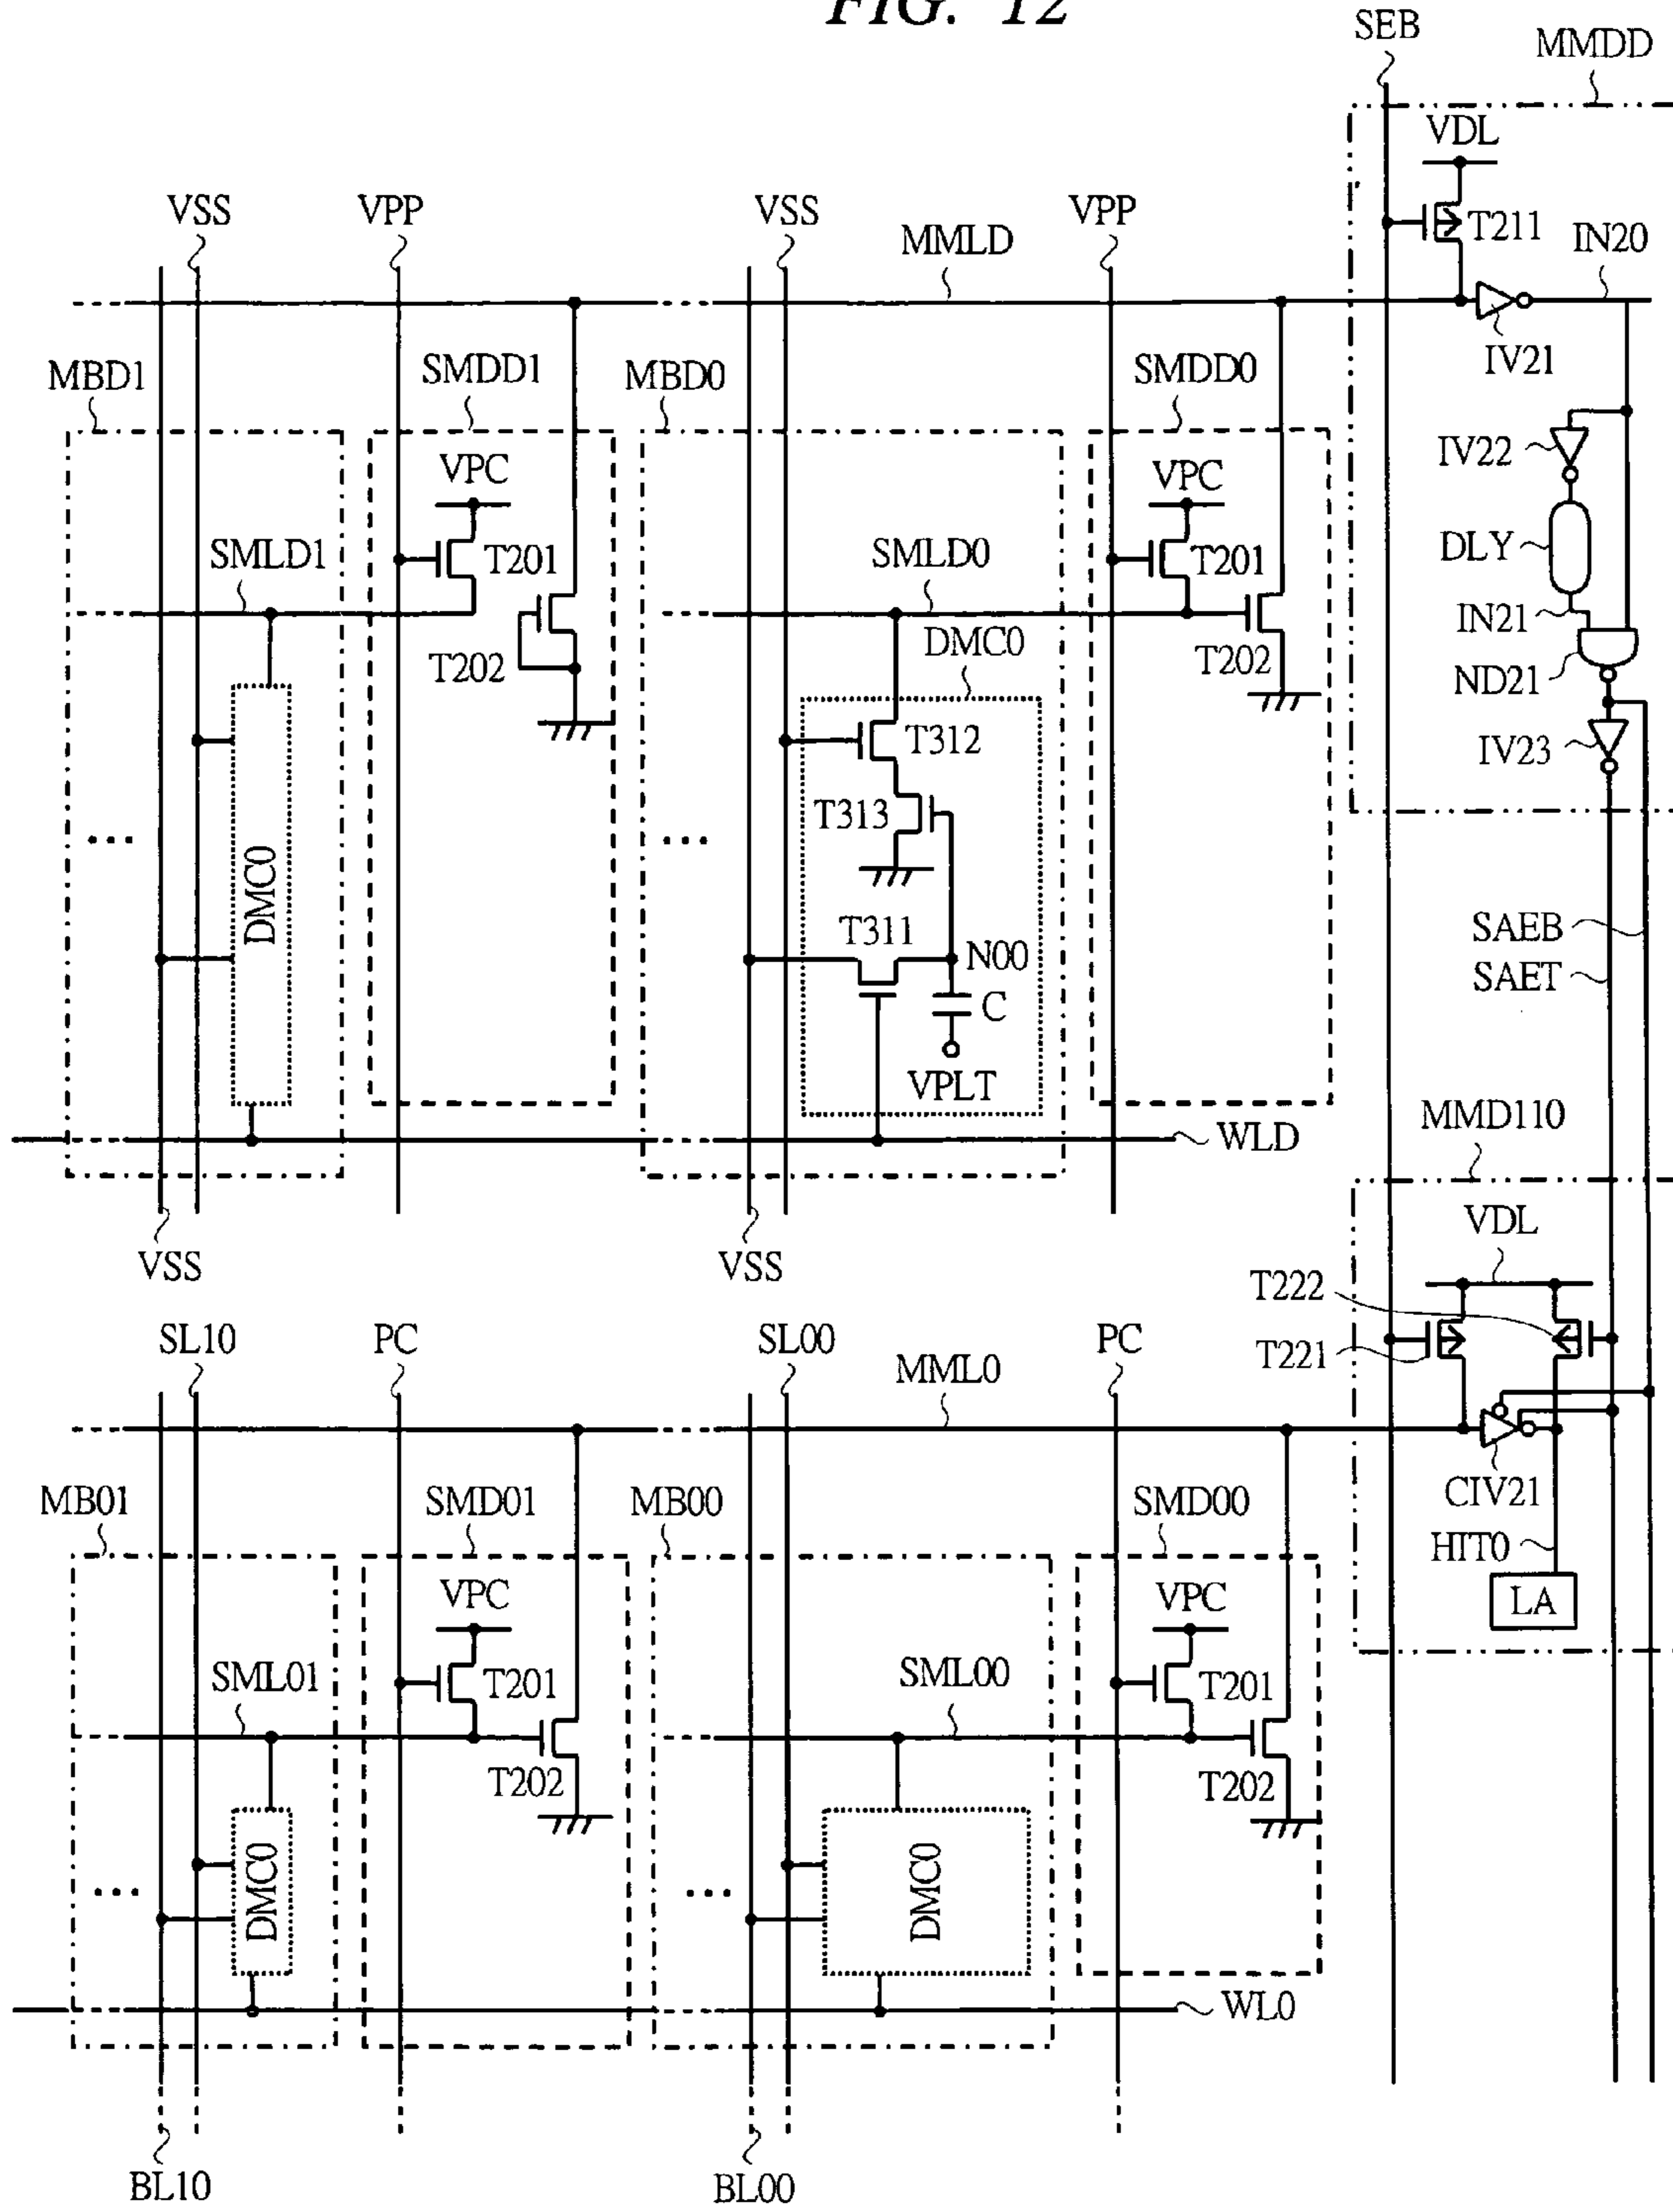 FIG. 12
SEB
MMDD
VDL
VSS
VPP
VSS
VPP
MMLD
T211
IN20
IV21
MBD1
SMDD1
MBD0
SMDD0
VPC
VPC
IV22
SMLD1
T201
SMLD0
T201
DLY
IN21
T202
DMC0
T202
ND21
T312
IV23
T313
DMC0
T311
N00
SAEB
C
SAET
VPLT
WLD
MMD110
VSS
VSS
VDL
T222
SL10
PC
SL00
MML0
PC
T221
CIV21
MB01
SMD01
MB00
SMD00
HIT0
VPC
VPC
LA
SML01
T201
SML00
T201
T202
T202
DMC0
DMC0
WL0
BL10
BL00